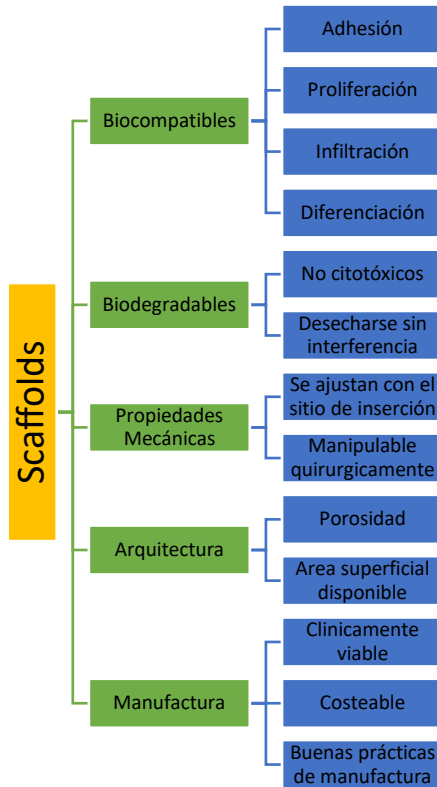 Scaffolds
Biocompatibles
Adhesión
Proliferación
Infiltración
Diferenciación
Biodegradables
No citotóxicos
Desecharse sin
interferencia
Propiedades
Mecánicas
Se ajustan con el
sitio de inserción
Manipulable
quirurgicamente
Arquitectura
Porosidad
Area superficial
disponible
Manufactura
Clinicamente
viable
Costeable
Buenas prácticas
de manufactura